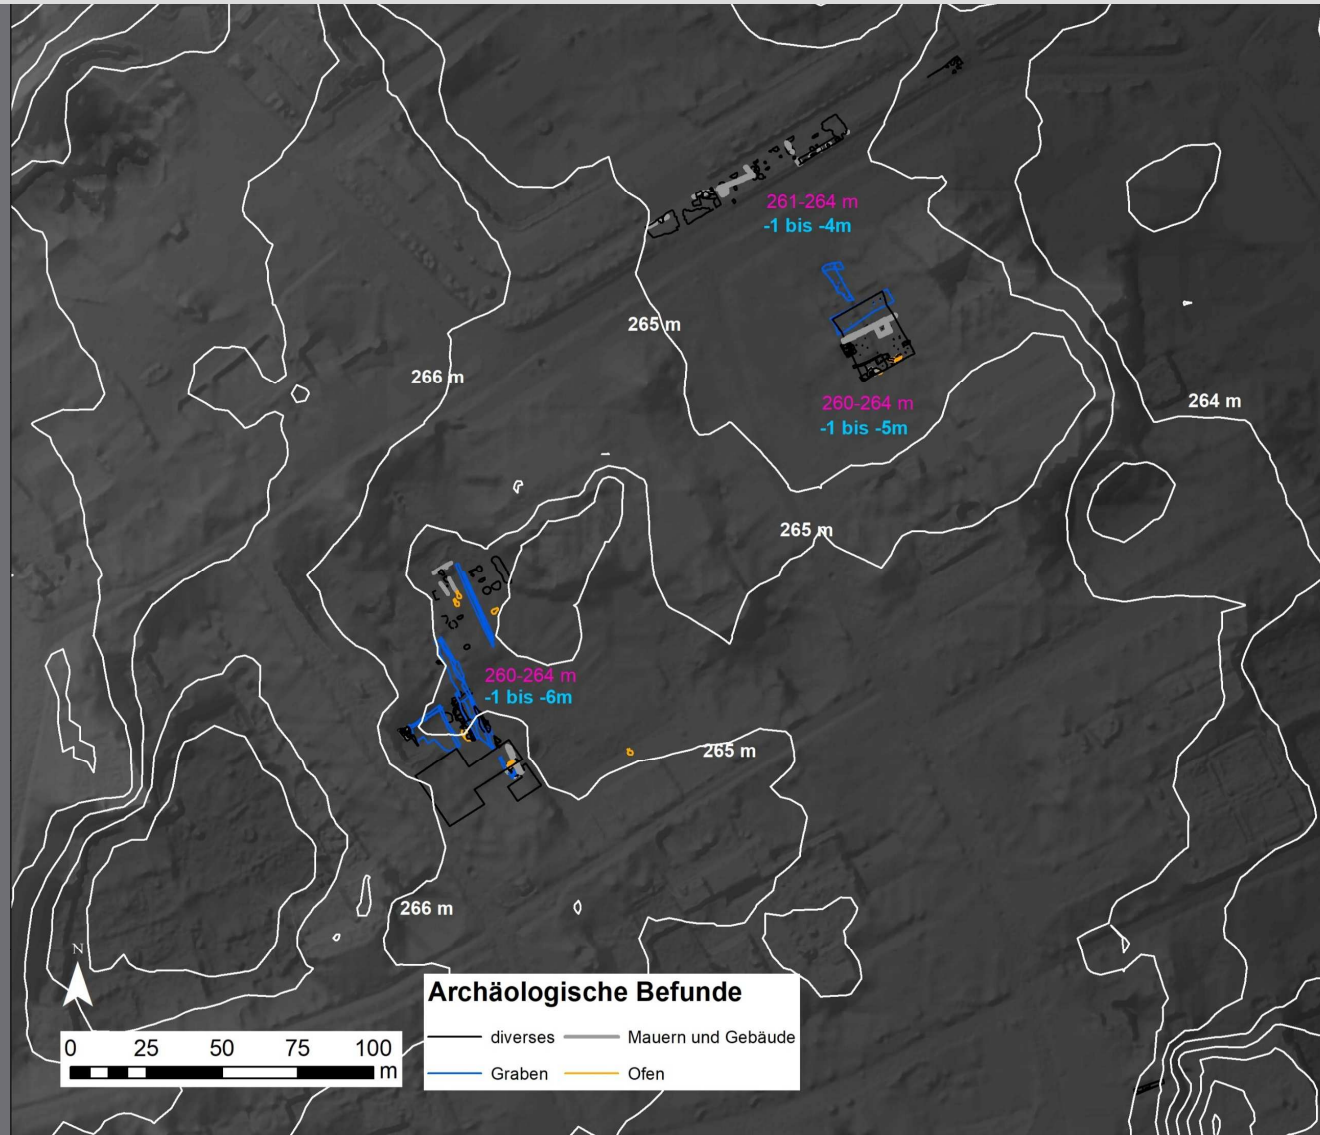 261-264 m
-1 bis -4m
265 m
266 m
260-264 m
-1 bis -5m
264 m
265 m
260-264 m
-1 bis -6m
265 m
266 m
N
0 25 50 75 100
m
Archäologische Befunde
diverses Mauern und Gebäude
Graben Ofen